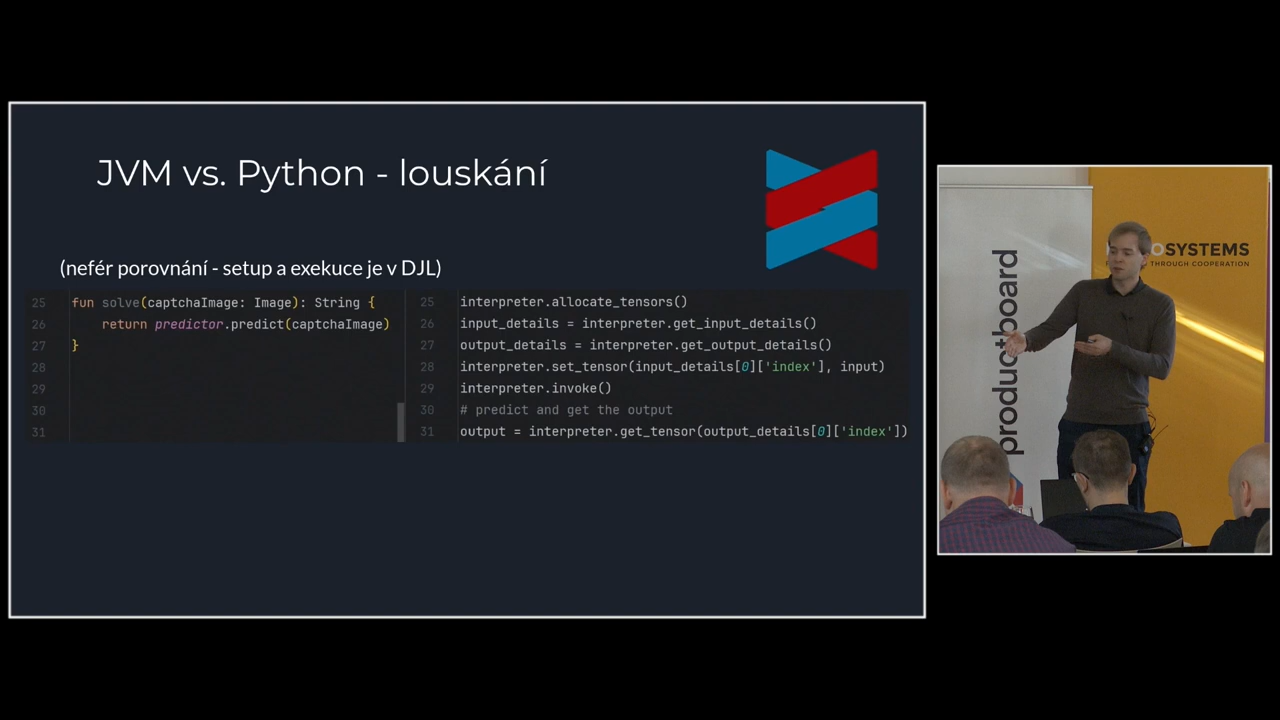 JVM vs. Python - louskání
(nefér porovnání - setup a exekuce je v DJL)
25 fun solve(captchaImage: Image): String {
26 return predictor.predict(captchaImage)
27 }
28
29
30
31
25 interpreter.allocate_tensors()
26 input_details = interpreter.get_input_details()
27 output_details = interpreter.get_output_details()
28 interpreter.set_tensor(input_details[0]['index'], input)
29 interpreter.invoke()
30 # predict and get the output
31 output = interpreter.get_tensor(output_details[0]['index'])
productboard
OSYSTEMS
THROUGH COOPERATION